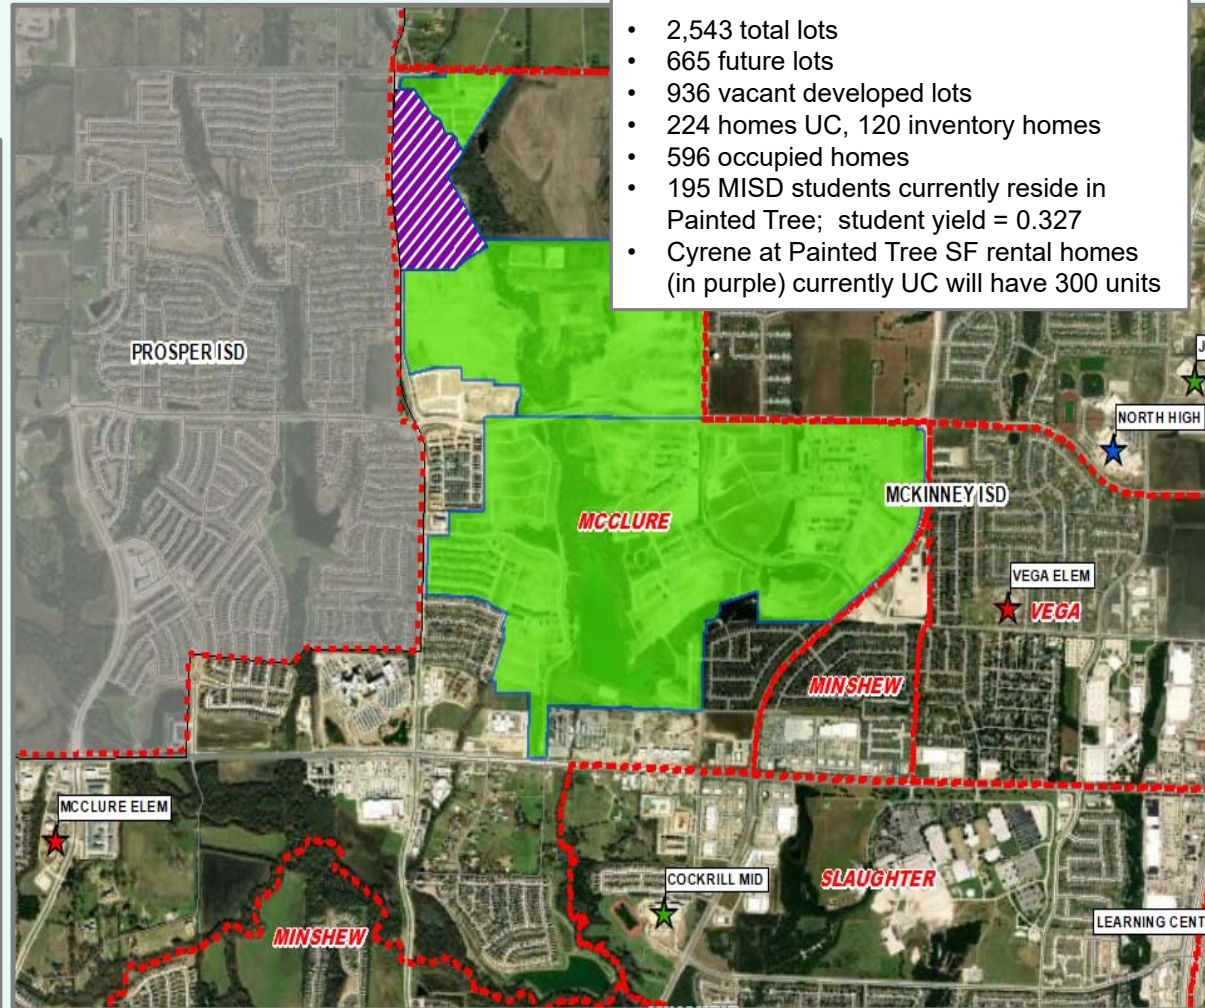 • 2,543 total lots
• 665 future lots
• 936 vacant developed lots
• 224 homes UC, 120 inventory homes
• 596 occupied homes
• 195 MISD students currently reside in
Painted Tree; student yield = 0.327
• Cyrene at Painted Tree SF rental homes
(in purple) currently UC will have 300 units
PROSPER ISD
J
NORTH HIGH
MCKINNEY ISD
MCCLURE
VEGA ELEM
VEGA
MINSHEW
MCCLURE ELEM
COCKRILL MID
SLAUGHTER
LEARNING CENT
MINSHEW